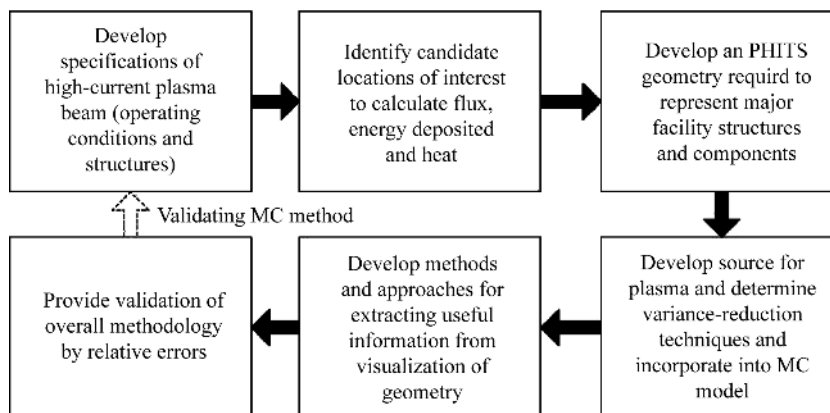 Develop
specifications of
high-current plasma
beam (operating
conditions and
structures)
Identify candidate
locations of interest
to calculate flux,
energy deposited
and heat
Develop an PHITS
geometry requird to
represent major
facility structures
and components
Validating MC method
Provide validation of
overall methodology
by relative errors
Develop methods
and approaches for
extracting useful
information from
visualization of
geometry
Develop source for
plasma and determine
variance-reduction
techniques and
incorporate into MC
model